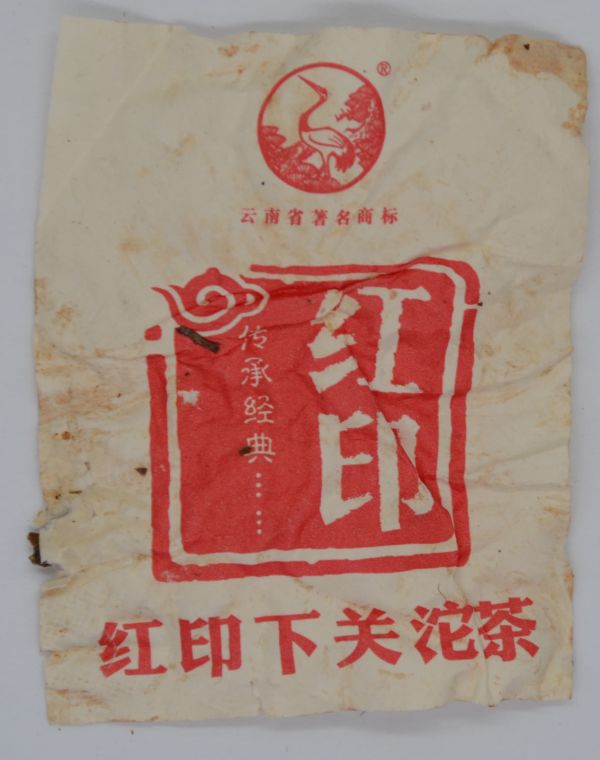 ®
云南省著名商标
红印
传承经典……
红印下关沱茶